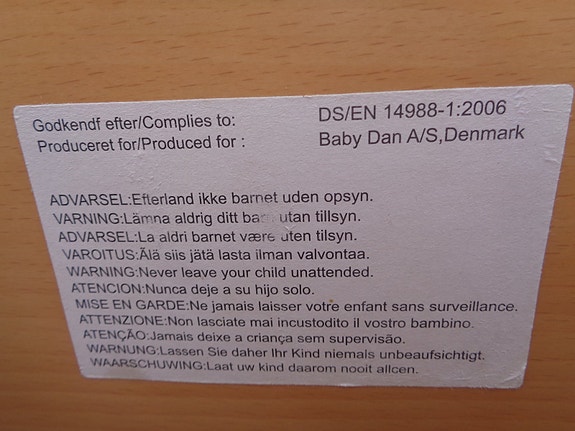 Godkendf efter/Complies to: DS/EN 14988-1:2006
Produceret for/Produced for : Baby Dan A/S,Denmark
ADVARSEL:Efterland ikke barnet uden opsyn.
VARNING:Lämna aldrig ditt barn utan tillsyn.
ADVARSEL:La aldri barnet være uten tilsyn.
VAROITUS:Älä siis jätä lasta ilman valvontaa.
WARNING:Never leave your child unattended.
ATENCION:Nunca deje a su hijo solo.
MISE EN GARDE:Ne jamais laisser votre enfant sans surveillance.
ATTENZIONE:Non lasciate mai incustodito il vostro bambino.
ATENÇÃO:Jamais deixe a criança sem supervisão.
WARNUNG:Lassen Sie daher Ihr Kind niemals unbeaufsichtigt.
WAARSCHUWING:Laat uw kind daarom nooit allcen.